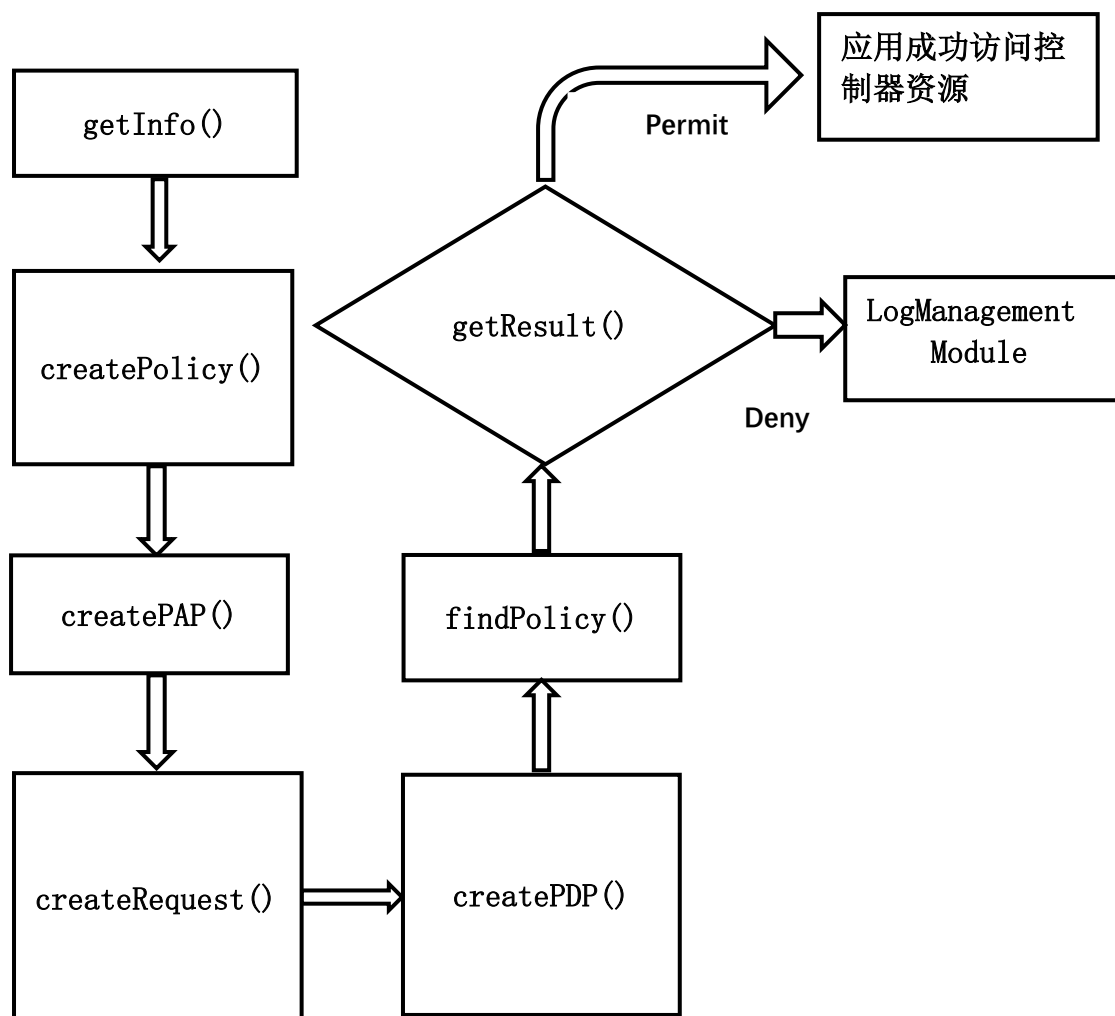 getInfo()
createPolicy()
createPAP()
createRequest()
createPDP()
findPolicy()
getResult()
Permit
应用成功访问控
制器资源
Deny
LogManagement
Module